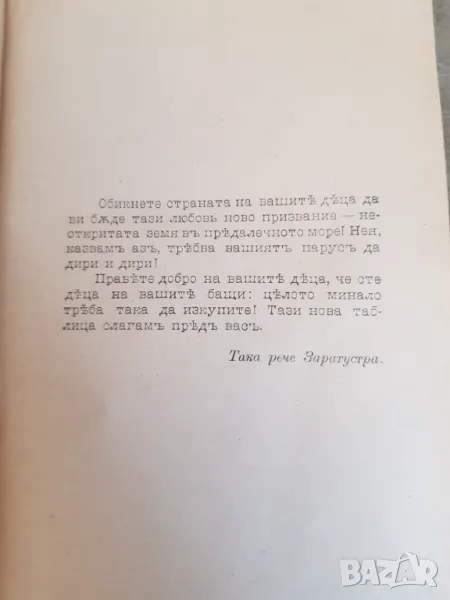 Обикнете страната на вашитѣ дѣца да
ви бѫде тази любовь ново призвание — не-
откритата земя въ прѣдалечното море! Нея,
казвамъ азъ, трѣбва вашиятъ парусъ да
дири и дири!
Правѣте добро на вашитѣ дѣца, че сте
дѣца на вашитѣ бащи: цѣлото минало
трѣба така да изкупите! Тази нова таб-
лица слагамъ прѣдъ васъ.
Така рече Заратустра.
BAZAR